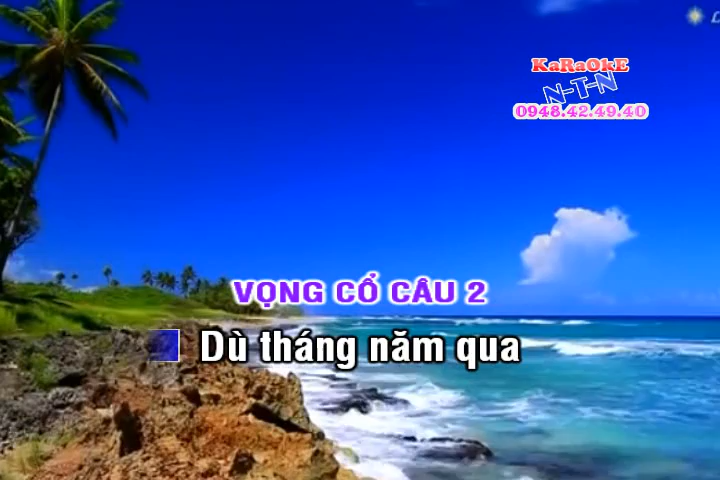 KaRaOkE
N-T-N
0948.42.49.40
VỌNG CỔ CÂU 2
Dù tháng năm qua